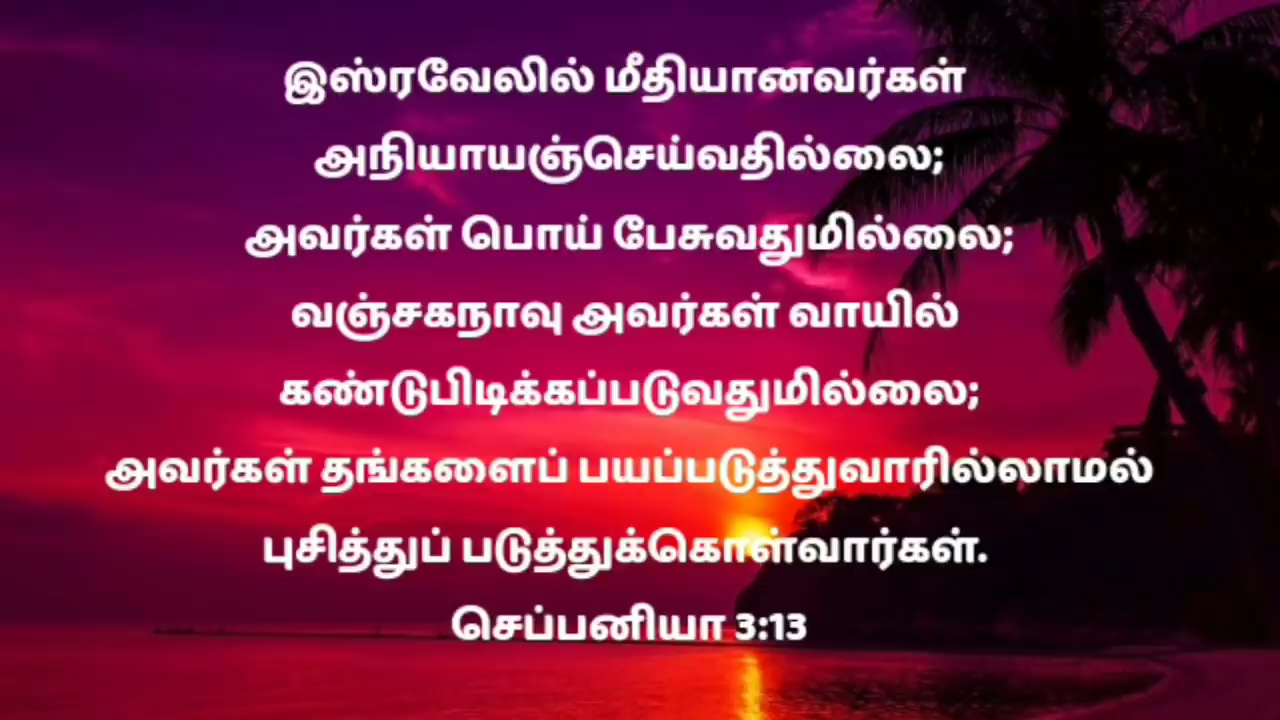 இஸ்ரவேலில் மீதியானவர்கள்
அநியாயஞ்செய்வதில்லை;
அவர்கள் பொய் பேசுவதுமில்லை;
வஞ்சகநாவு அவர்கள் வாயில்
கண்டுபிடிக்கப்படுவதுமில்லை;
அவர்கள் தங்களைப் பயப்படுத்துவாரில்லாமல்
புசித்துப் படுத்துக்கொள்வார்கள்.
செப்பனியா 3:13